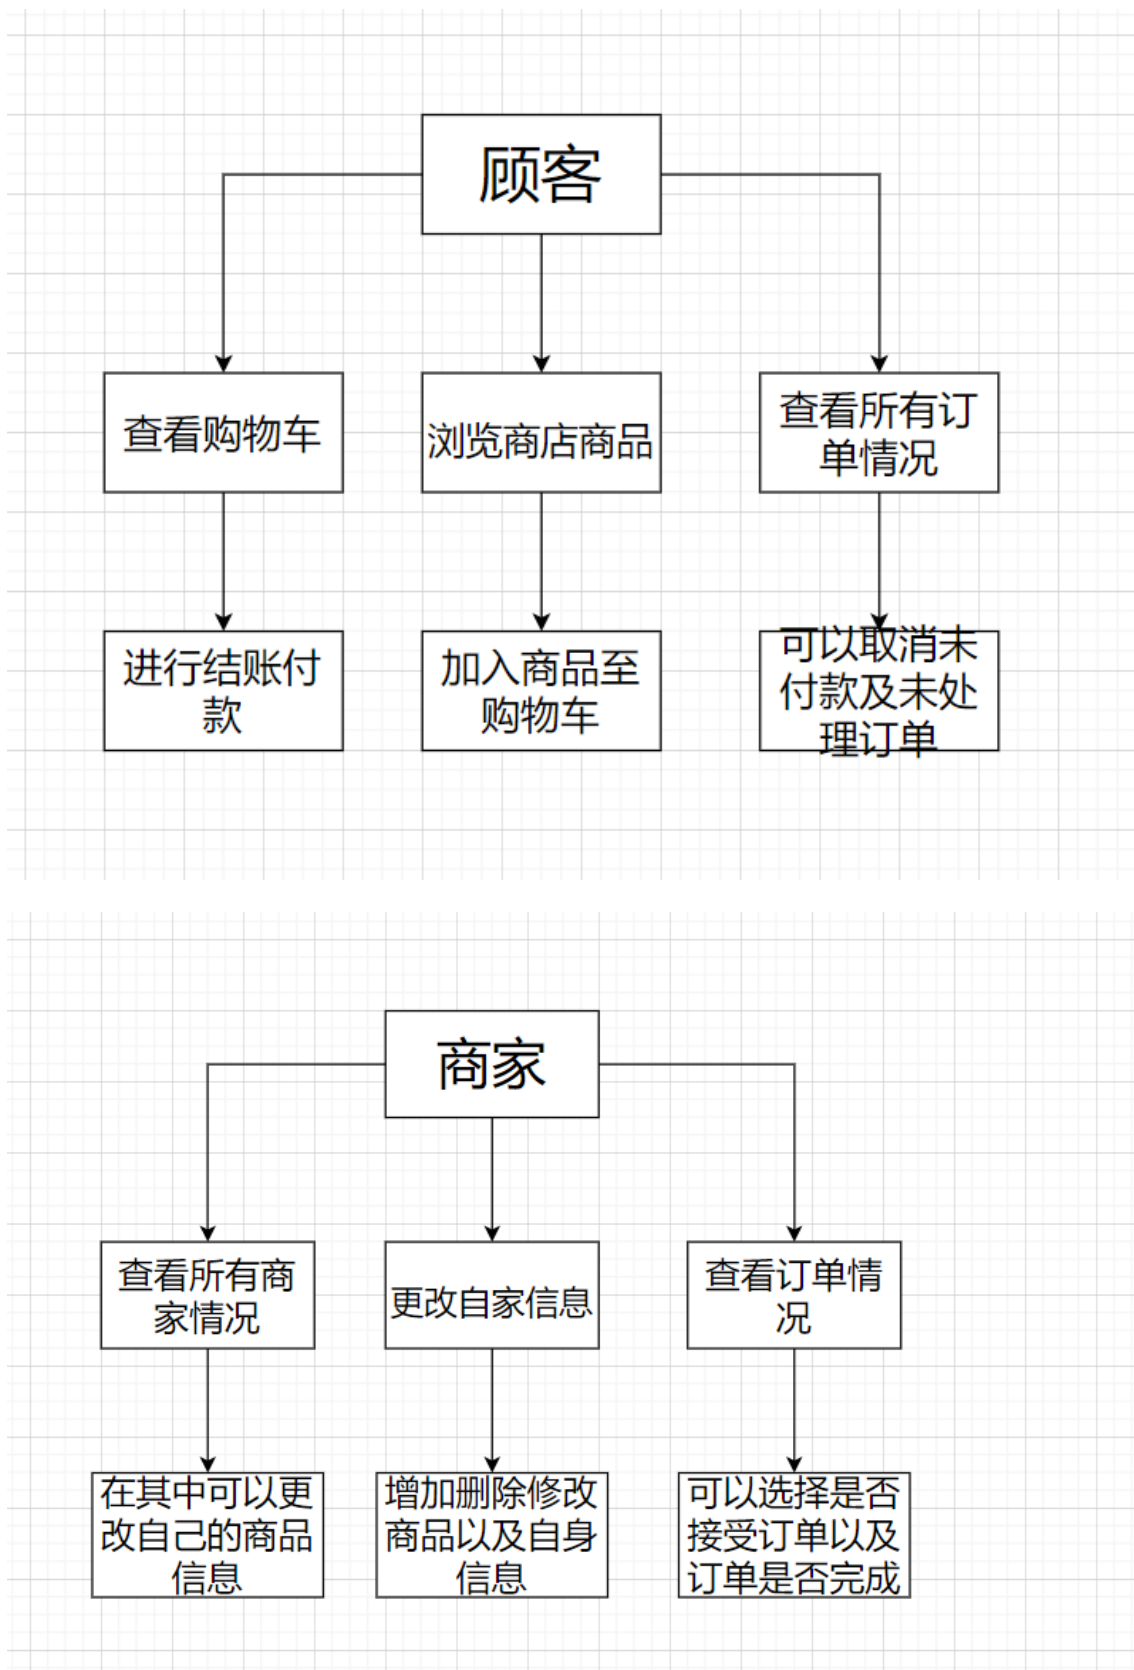 顾客
查看购物车
浏览商店商品
查看所有订
单情况
进行结账付
款
加入商品至
购物车
可以取消未
付款及未处
理订单
商家
查看所有商
家情况
更改自家信息
查看订单情
况
在其中可以更
改自己的商品
信息
增加删除修改
商品以及自身
信息
可以选择是否
接受订单以及
订单是否完成